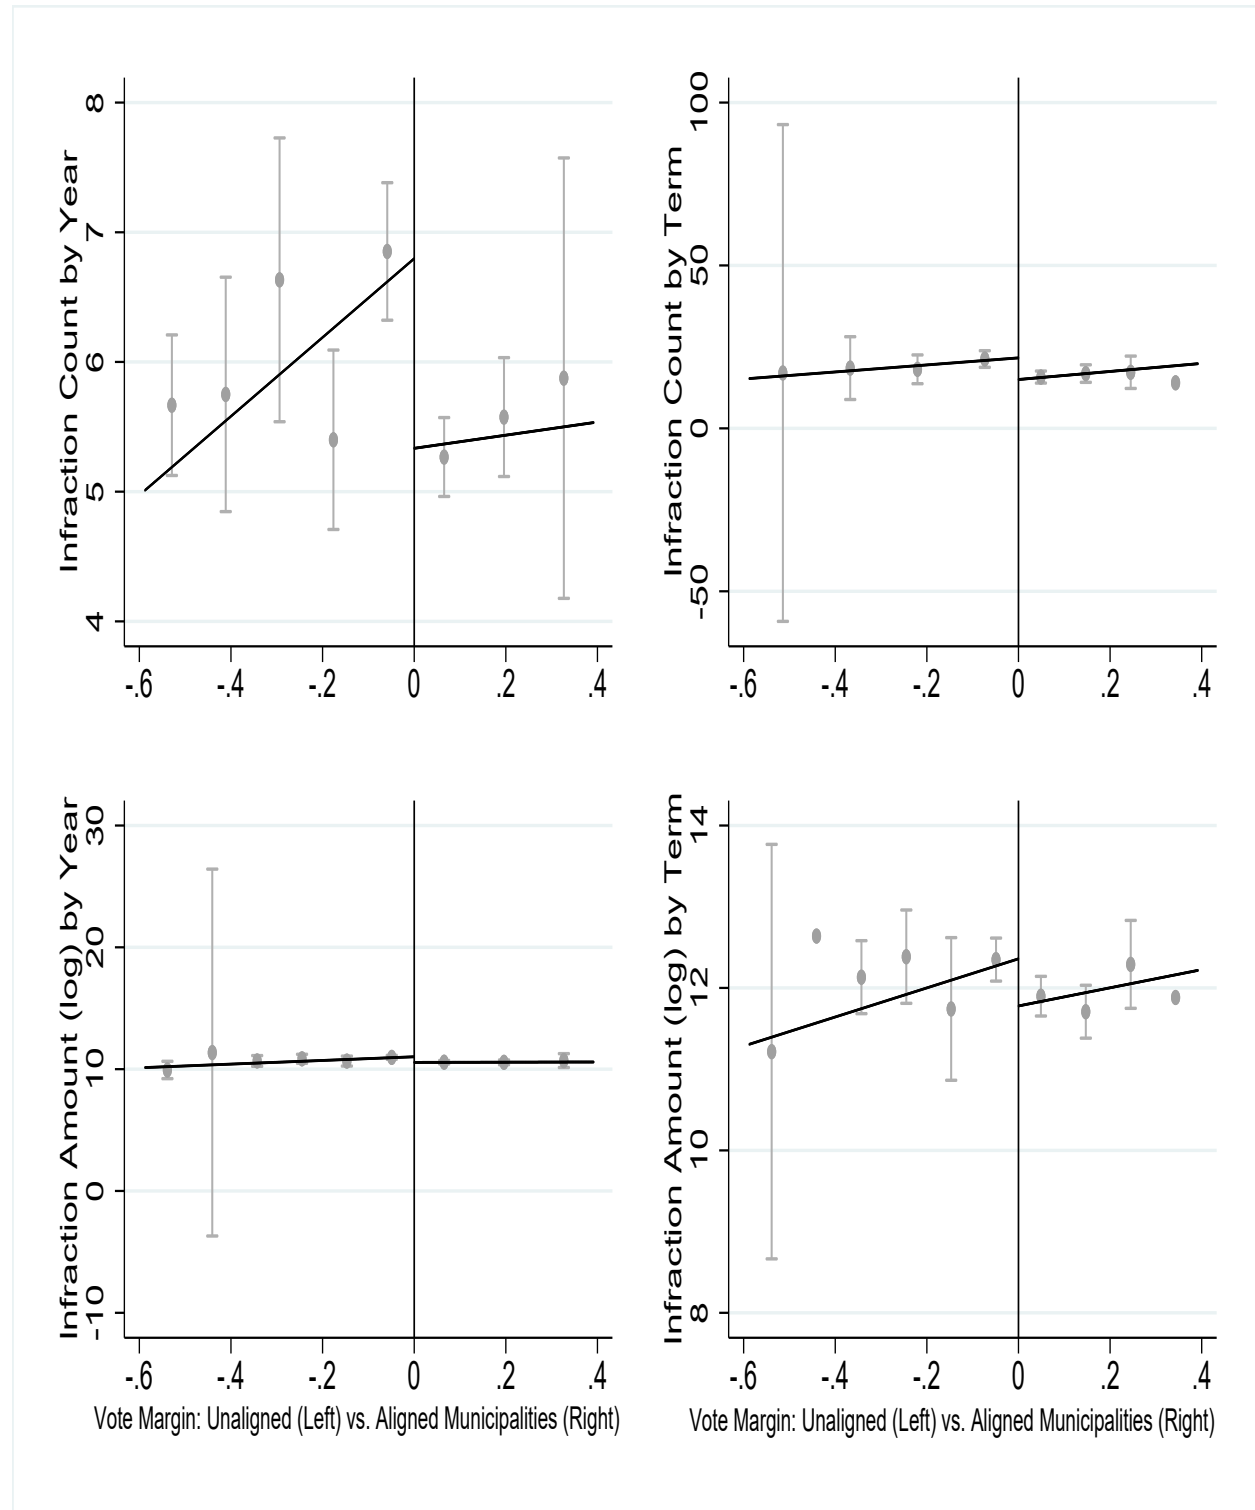 Infraction Count by Year
8
7
6
5
4
-.6 -.4 -.2 0 .2 .4
Infraction Count by Term
100
50
0
-50
-.6 -.4 -.2 0 .2 .4
Infraction Amount (log) by Year
30
20
10
0
-10
-.6 -.4 -.2 0 .2 .4
Vote Margin: Unaligned (Left) vs. Aligned Municipalities (Right)
Infraction Amount (log) by Term
14
12
10
8
-.6 -.4 -.2 0 .2 .4
Vote Margin: Unaligned (Left) vs. Aligned Municipalities (Right)